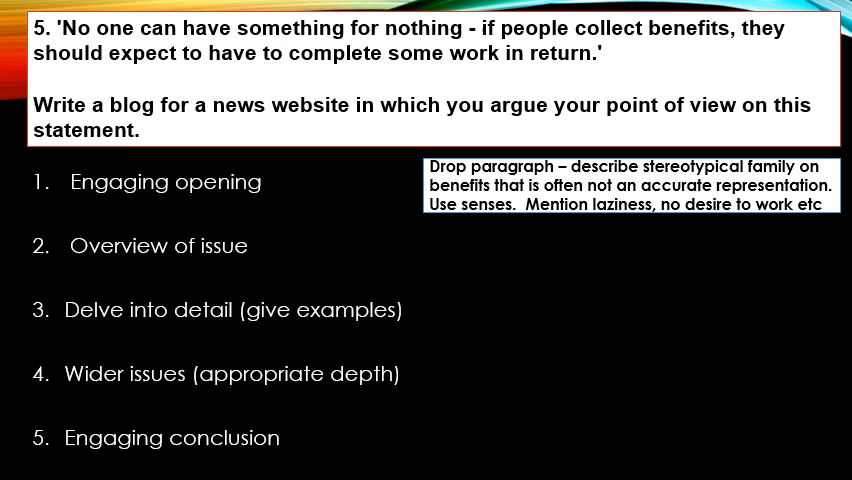 5. 'No one can have something for nothing - if people collect benefits, they
should expect to have to complete some work in return.'
Write a blog for a news website in which you argue your point of view on this
statement.
Drop paragraph – describe stereotypical family on
benefits that is often not an accurate representation.
Use senses.  Mention laziness, no desire to work etc
1. Engaging opening
2. Overview of issue
3. Delve into detail (give examples)
4. Wider issues (appropriate depth)
5. Engaging conclusion